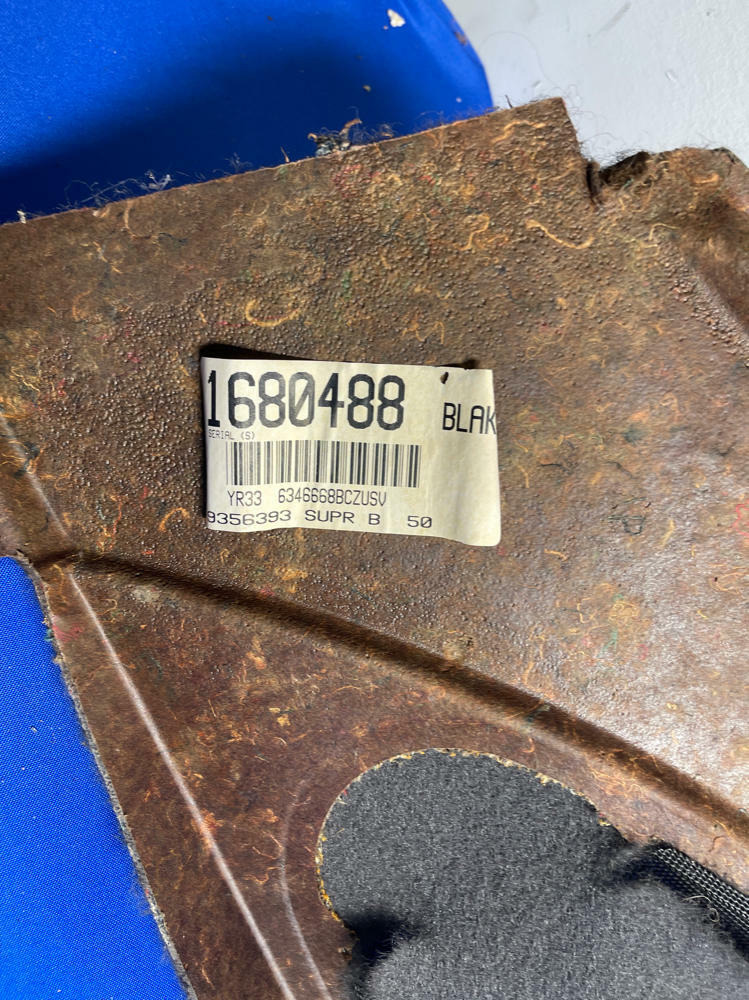 1680488 BLAK
SERIAL (S)
YR33 6346668BCZUSV
9356393 SUPR B 50